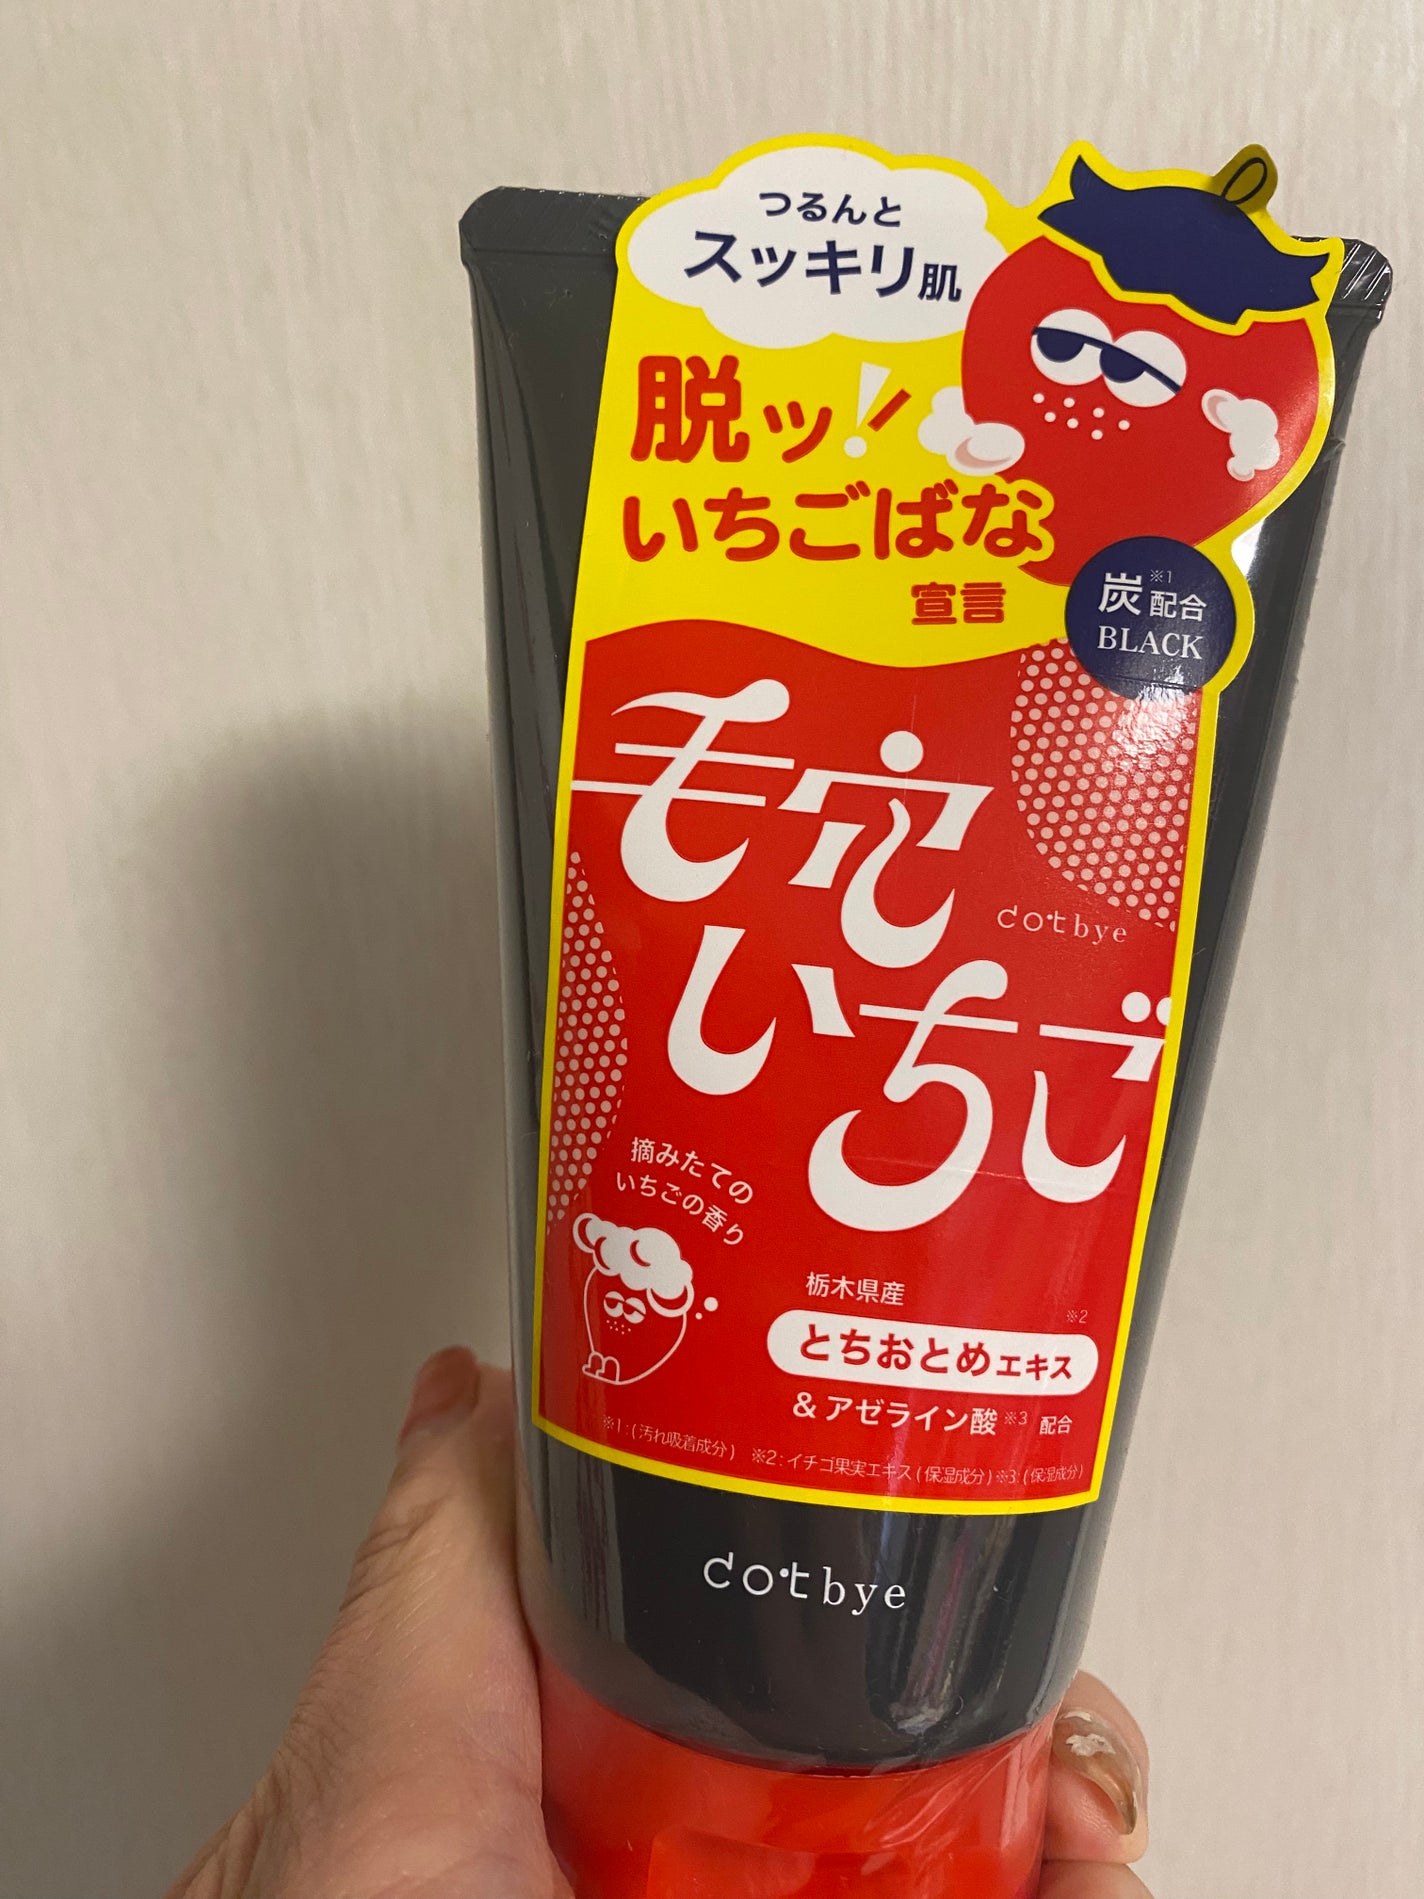 つるんと
スッキリ肌
脱ッ!
いちごばな
宣言
炭※1配合
BLACK
毛穴
dotbye
いちご
摘みたての
いちごの香り
栃木県産
とちおとめエキス※2
&アゼライン酸※3 配合
※1:(汚れ吸着成分) ※2:イチゴ果実エキス(保湿成分)※3:(保湿成分)
dotbye